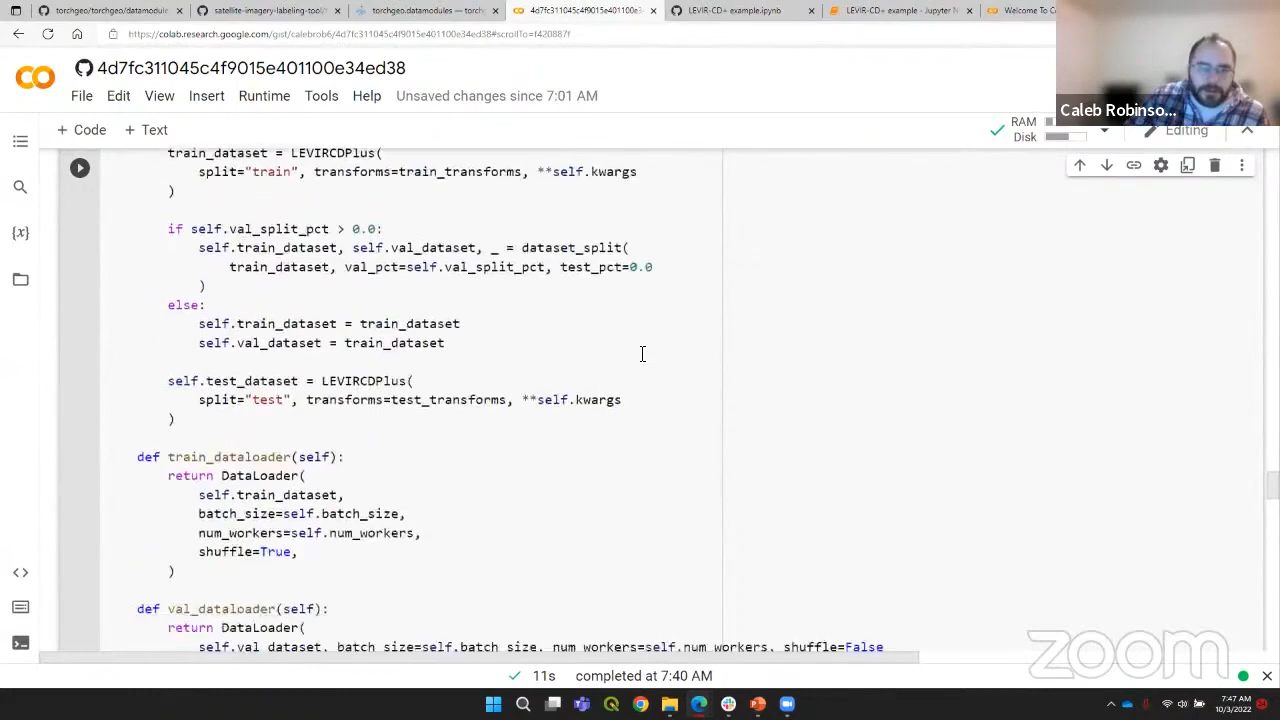 torchgeo/torchgeo: Tutorials,
satellite-imagery-labeling-tool/
torchgeo.datamodules — torchg
4d7fc311045c4f9015e401100e34e
LEVIR-CD+ example.ipynb
LEVIR-CD+ example - Jupyter N
Welcome To Co
https://colab.research.google.com/gist/calebrob6/4d7fc311045c4f9015e401100e34ed38#scrollTo=f420887f
4d7fc311045c4f9015e401100e34ed38
File Edit View Insert Runtime Tools Help Unsaved changes since 7:01 AM
Caleb Robinso...
+ Code + Text
RAM
Disk
Editing
train_dataset = LEVIRCDPlus(
split="train", transforms=train_transforms, **self.kwargs
)
if self.val_split_pct > 0.0:
self.train_dataset, self.val_dataset, _ = dataset_split(
train_dataset, val_pct=self.val_split_pct, test_pct=0.0
)
else:
self.train_dataset = train_dataset
self.val_dataset = train_dataset
self.test_dataset = LEVIRCDPlus(
split="test", transforms=test_transforms, **self.kwargs
)
def train_dataloader(self):
return DataLoader(
self.train_dataset,
batch_size=self.batch_size,
num_workers=self.num_workers,
shuffle=True,
)
def val_dataloader(self):
return DataLoader(
self.val_dataset, batch_size=self.batch_size, num_workers=self.num_workers, shuffle=False
zoom
11s completed at 7:40 AM
7:47 AM
10/3/2022